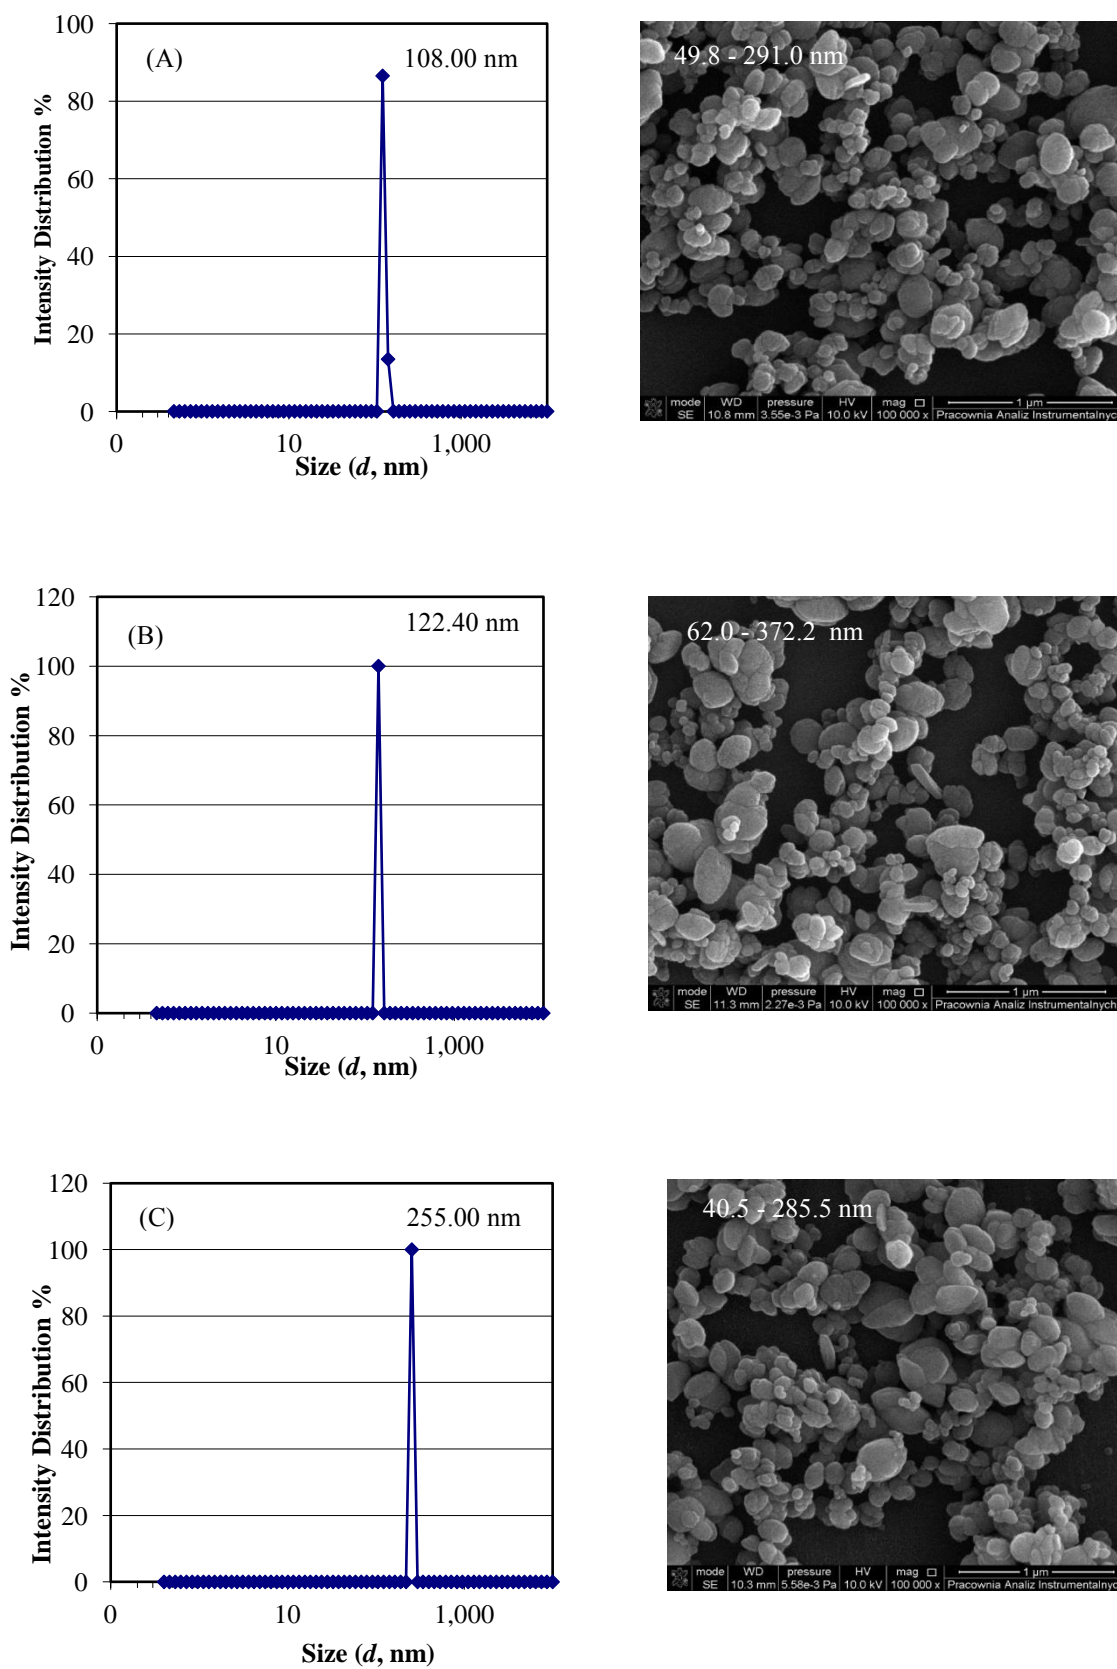 100
(A)
108.00 nm
80
60
40
20
0
Intensity Distribution %
0
10
1,000
Size (d, nm)
49.8 - 291.0 nm
mode WD pressure HV mag 1 µm
SE 10.8 mm 3.55e-3 Pa 10.0 kV 100 000 x Pracownia Analiz Instrumentalnyc
120
(B)
122.40 nm
100
80
60
40
20
0
Intensity Distribution %
0
10
1,000
Size (d, nm)
62.0 - 372.2 nm
mode WD pressure HV mag 1 µm
SE 11.3 mm 2.27e-3 Pa 10.0 kV 100 000 x Pracownia Analiz Instrumentalnych
120
(C)
255.00 nm
100
80
60
40
20
0
Intensity Distribution %
0
10
1,000
Size (d, nm)
40.5 - 285.5 nm
mode WD pressure HV mag 1 µm
SE 10.3 mm 5.58e-3 Pa 10.0 kV 100 000 x Pracownia Analiz Instrumentalnyc